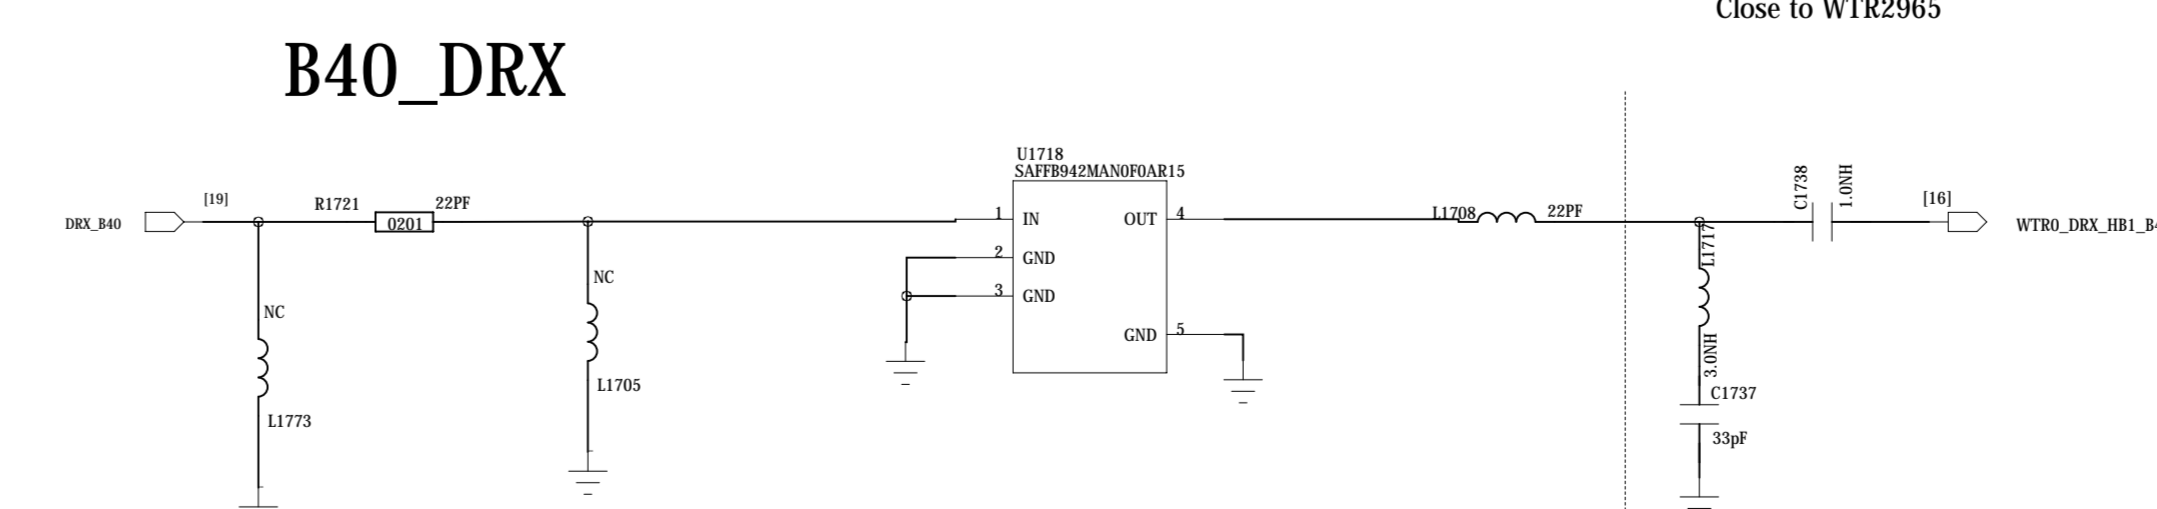 Close to WTR2965
B40_DRX
U1718
SAFFB942MAN0F0AR15
DRX_B40
[19]
R1721
0201
22PF
1
IN
OUT
4
L1708
22PF
C1738
1.0NH
[16]
WTR0_DRX_HB1_B4
2
GND
3
GND
GND
5
NC
L1773
NC
L1705
L1717
3.0NH
C1737
33pF